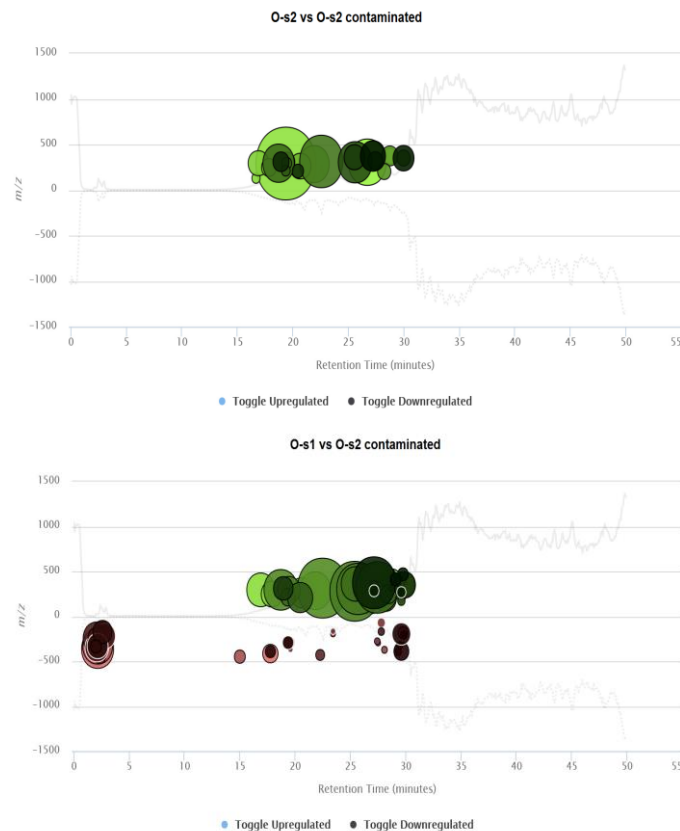 O-s2 vs O-s2 contaminated
1500
1000
500
0
-500
-1000
-1500
m/z
0 5 10 15 20 25 30 35 40 45 50 55
Retention Time (minutes)
Toggle Upregulated Toggle Downregulated
O-s1 vs O-s2 contaminated
1500
1000
500
0
-500
-1000
-1500
m/z
0 5 10 15 20 25 30 35 40 45 50 55
Retention Time (minutes)
Toggle Upregulated Toggle Downregulated